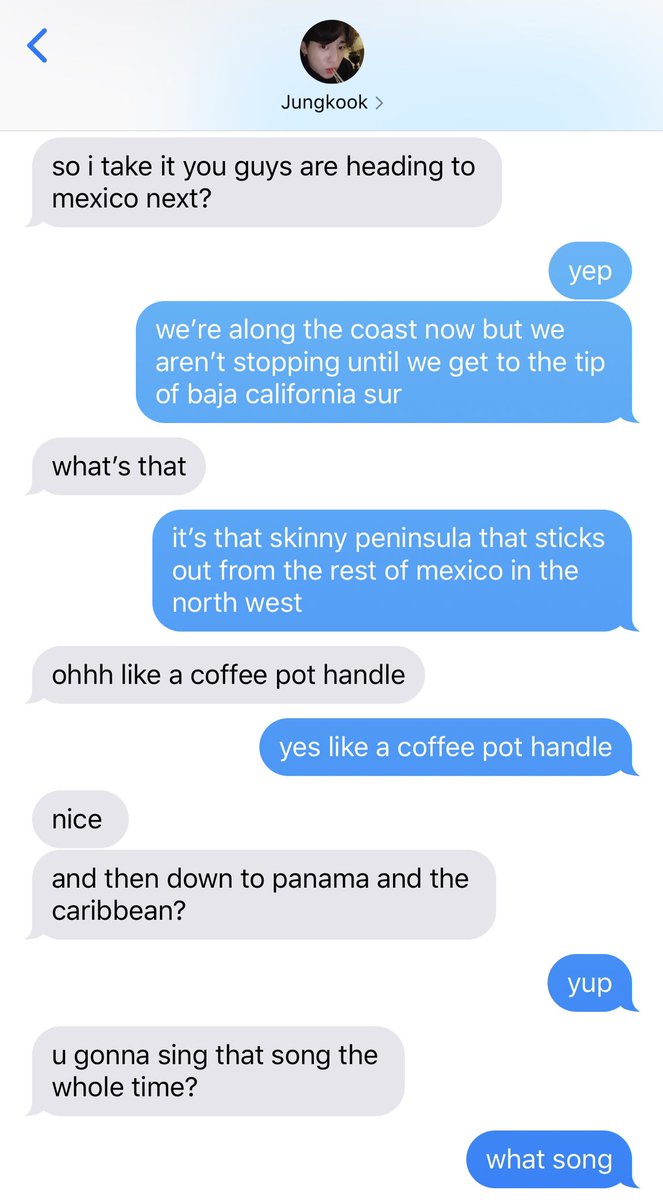 Jungkook
so i take it you guys are heading to
mexico next?
yep
we’re along the coast now but we
aren’t stopping until we get to the tip
of baja california sur
what’s that
it’s that skinny peninsula that sticks
out from the rest of mexico in the
north west
ohhh like a coffee pot handle
yes like a coffee pot handle
nice
and then down to panama and the
caribbean?
yup
u gonna sing that song the
whole time?
what song